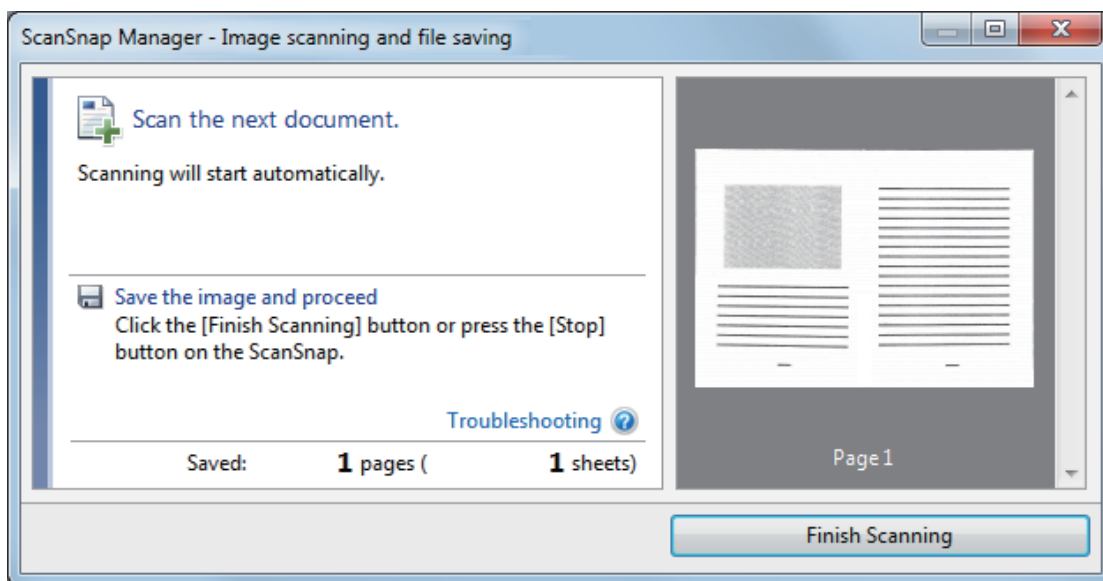 ScanSnap Manager - Image scanning and file saving
Scan the next document.
Scanning will start automatically.
Save the image and proceed
Click the [Finish Scanning] button or press the [Stop]
button on the ScanSnap.
Troubleshooting
Saved: 1 pages ( 1 sheets)
Page 1
Finish Scanning